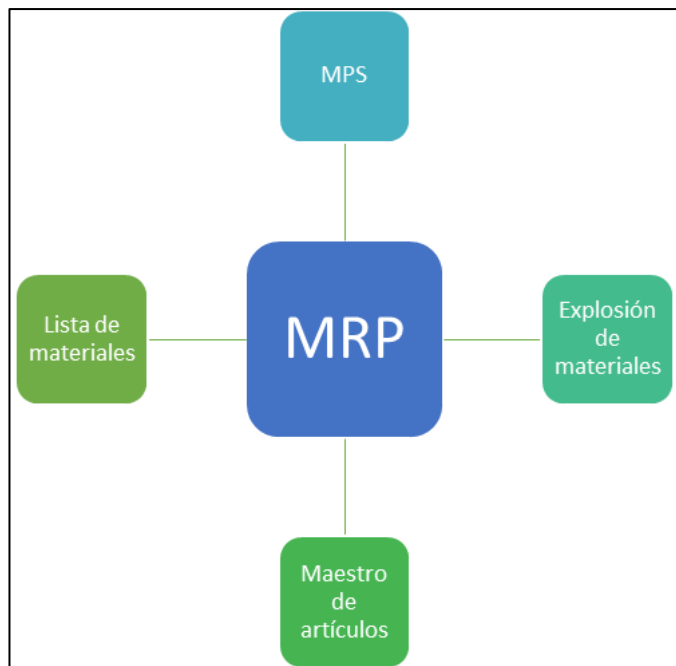 MPS
Lista de
materiales
MRP
Explosión
de
materiales
Maestro
de
artículos